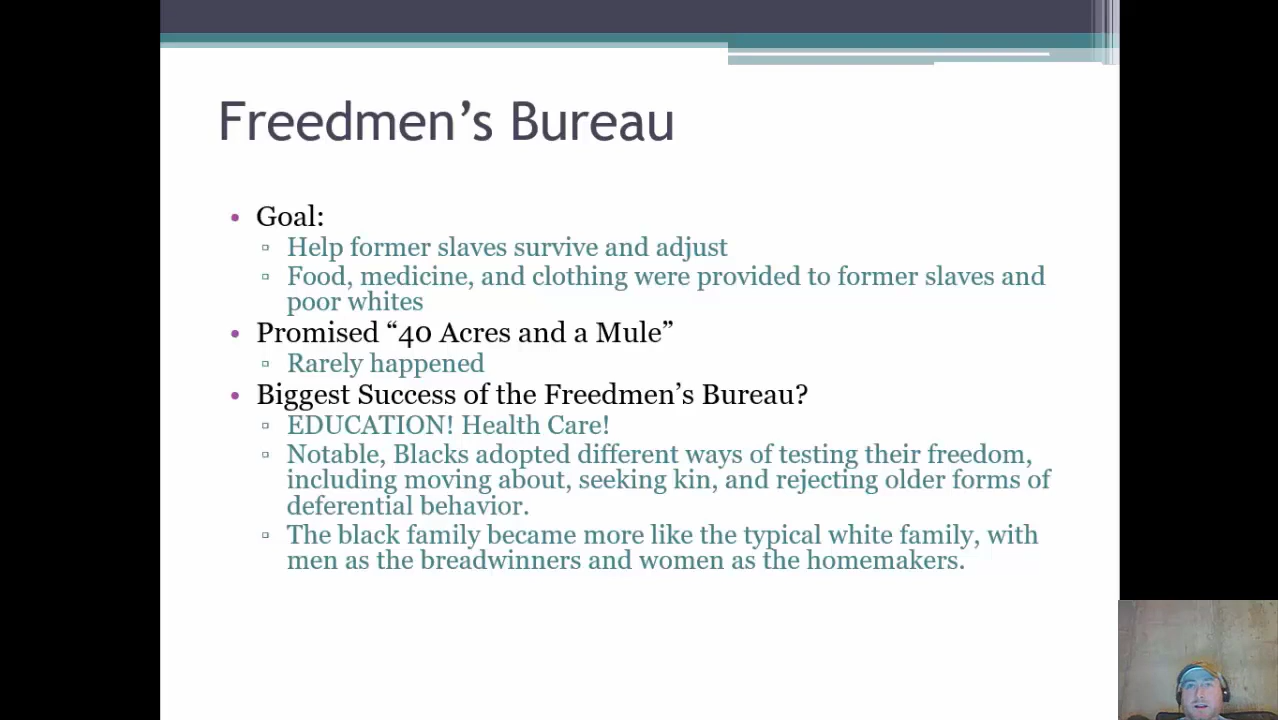 Freedmen’s Bureau
• Goal:
▫ Help former slaves survive and adjust
▫ Food, medicine, and clothing were provided to former slaves and
poor whites
• Promised “40 Acres and a Mule”
▫ Rarely happened
• Biggest Success of the Freedmen’s Bureau?
▫ EDUCATION! Health Care!
▫ Notable, Blacks adopted different ways of testing their freedom,
including moving about, seeking kin, and rejecting older forms of
deferential behavior.
▫ The black family became more like the typical white family, with
men as the breadwinners and women as the homemakers.